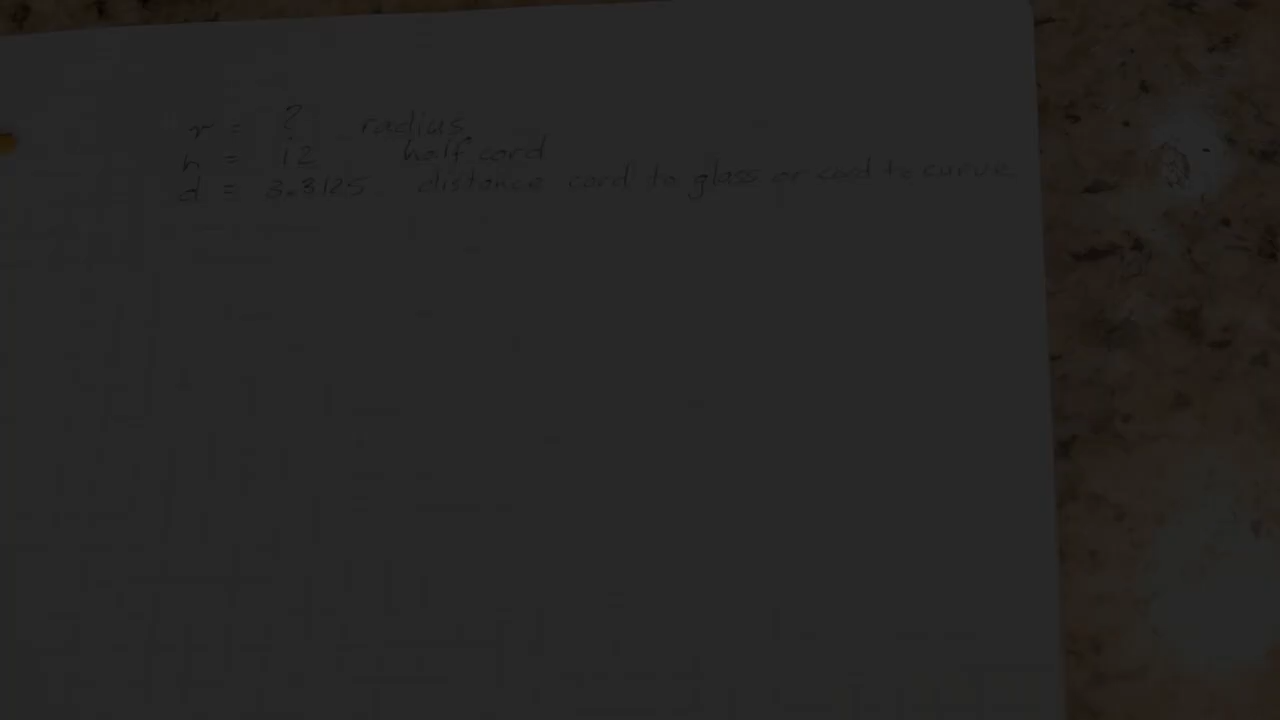 r = ? radius
h = 12 half cord
d = 3.3125 distance cord to glass or cord to curve